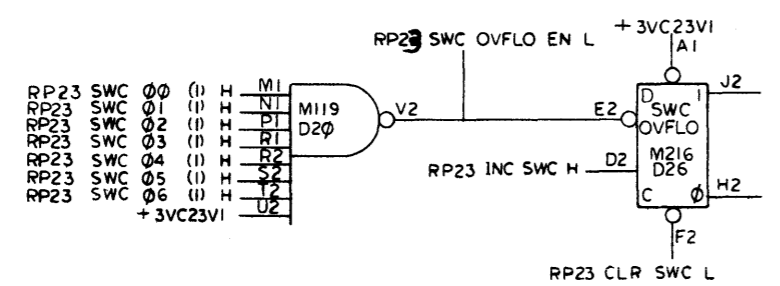 +3VC23V1
A1
RP23 SWC OVFLO EN L
RP23 SWC Ø0 (1) H M1
RP23 SWC Ø1 (1) H N1
RP23 SWC Ø2 (1) H P1
RP23 SWC Ø3 (1) H R1
RP23 SWC Ø4 (1) H R2
RP23 SWC Ø5 (1) H S2
RP23 SWC Ø6 (1) H T2
+3VC23V1 U2
M119
D2Ø
V2
E2
D 1
SWC
OVFLO
M216
D26
C Ø
J2
RP23 INC SWC H D2
H2
F2
RP23 CLR SWC L